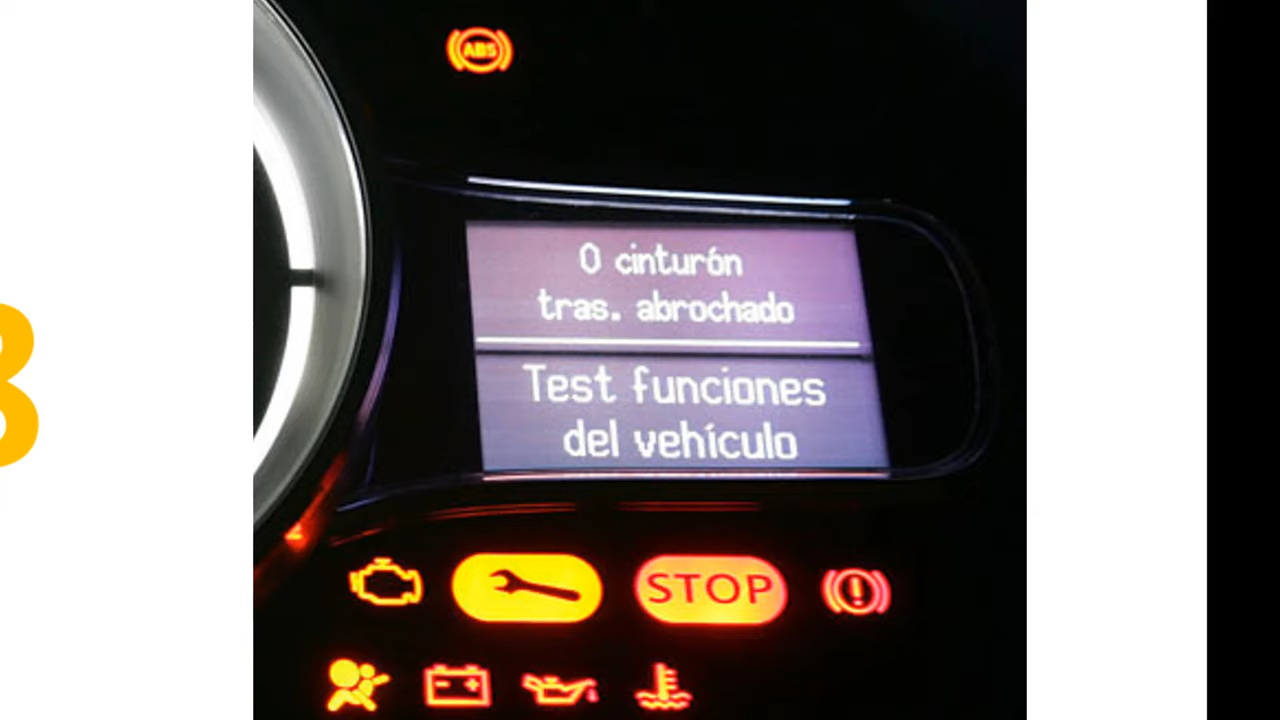 ABS
0 cinturón
tras. abrochado
Test funciones
del vehículo
STOP